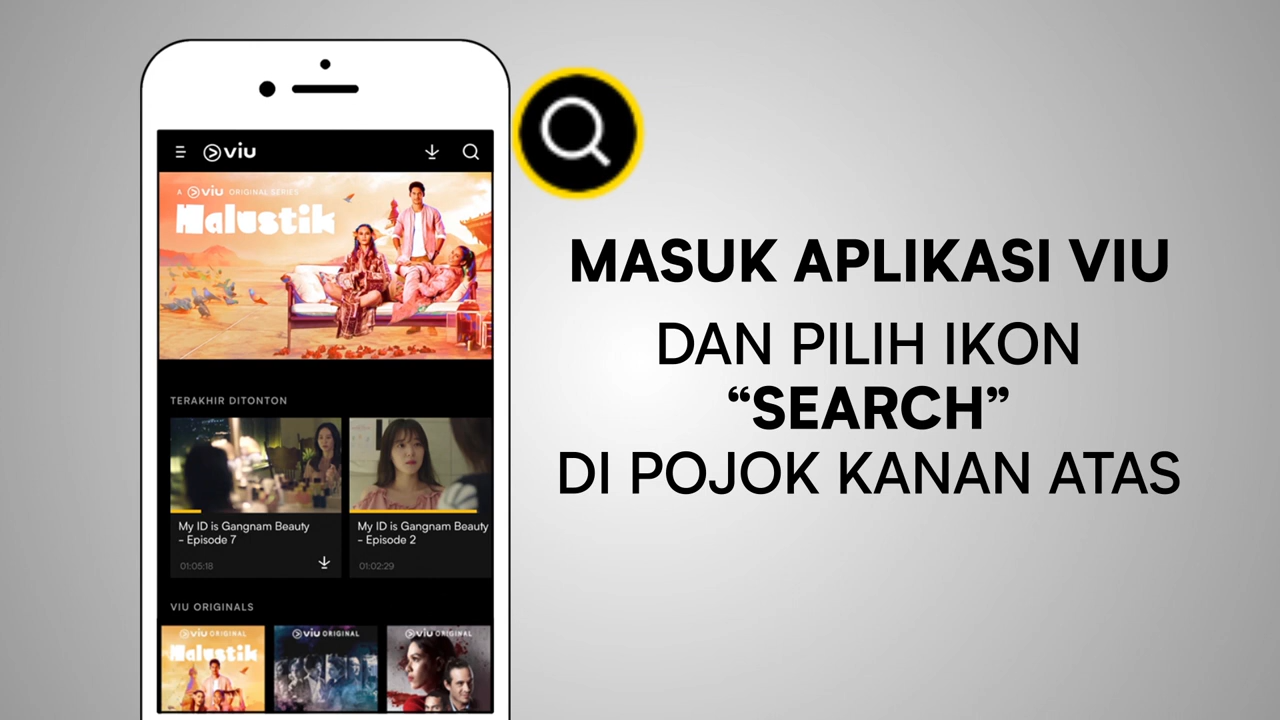 viu
A viu ORIGINAL SERIES
Halustik
TERAKHIR DITONTON
My ID is Gangnam Beauty
- Episode 7
01:05:18
My ID is Gangnam Beauty
- Episode 2
01:02:29
VIU ORIGINALS
viu ORIGINAL
Halustik
viu ORIGINAL
viu ORIGINAL
MASUK APLIKASI VIU
DAN PILIH IKON
“SEARCH”
DI POJOK KANAN ATAS